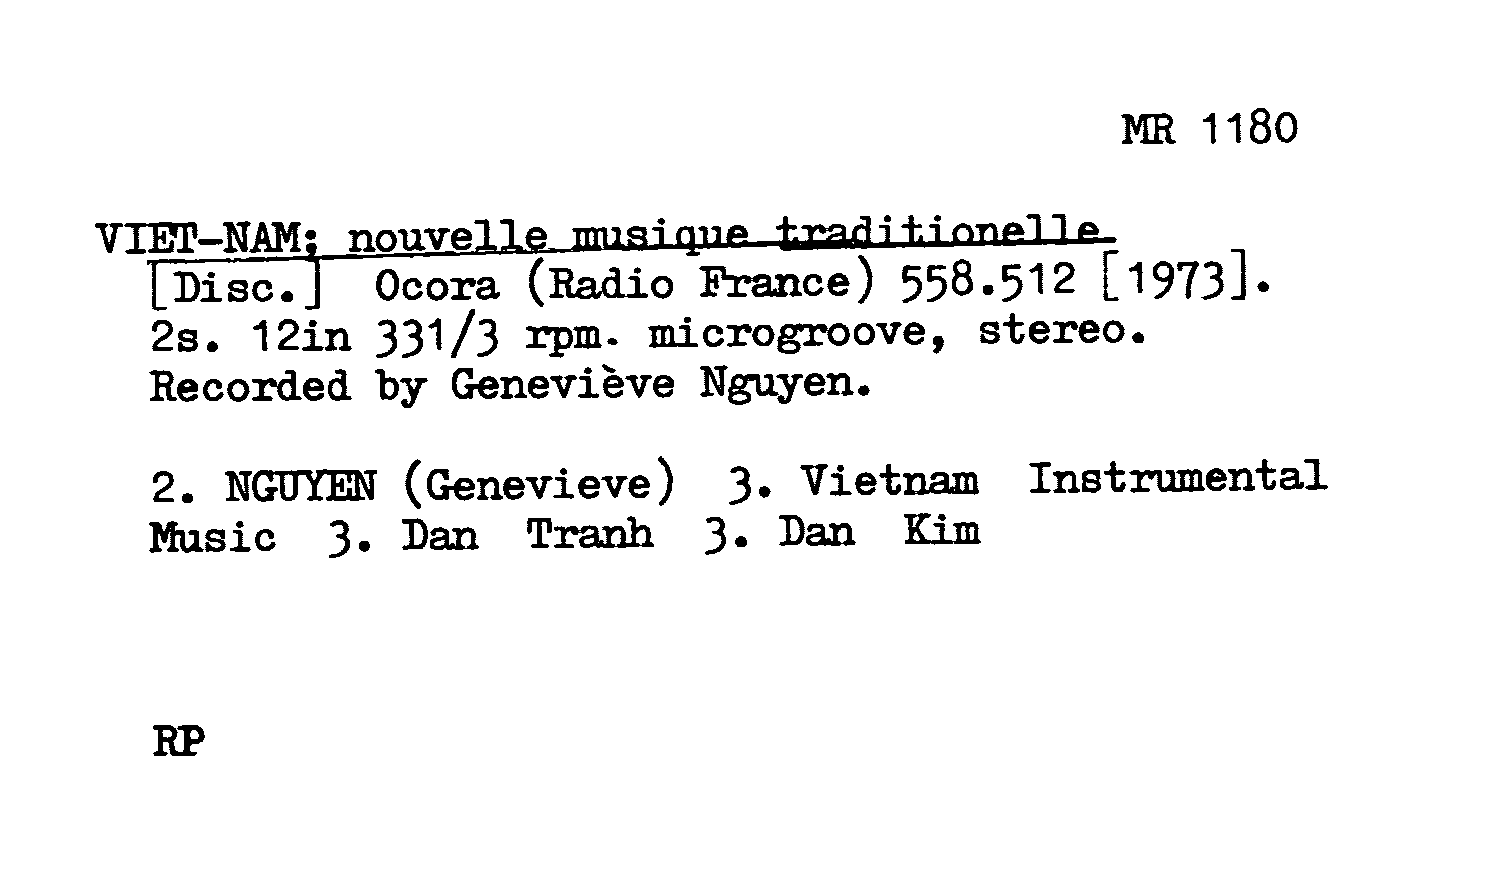 MR 1180
VIET-NAM; nouvelle musique traditionelle
[Disc.] Ocora (Radio France) 558.512 [1973].
2s. 12in 331/3 rpm. microgroove, stereo.
Recorded by Geneviève Nguyen.
2. NGUYEN (Genevieve) 3. Vietnam Instrumental
Music 3. Dan Tranh 3. Dan Kim
RP